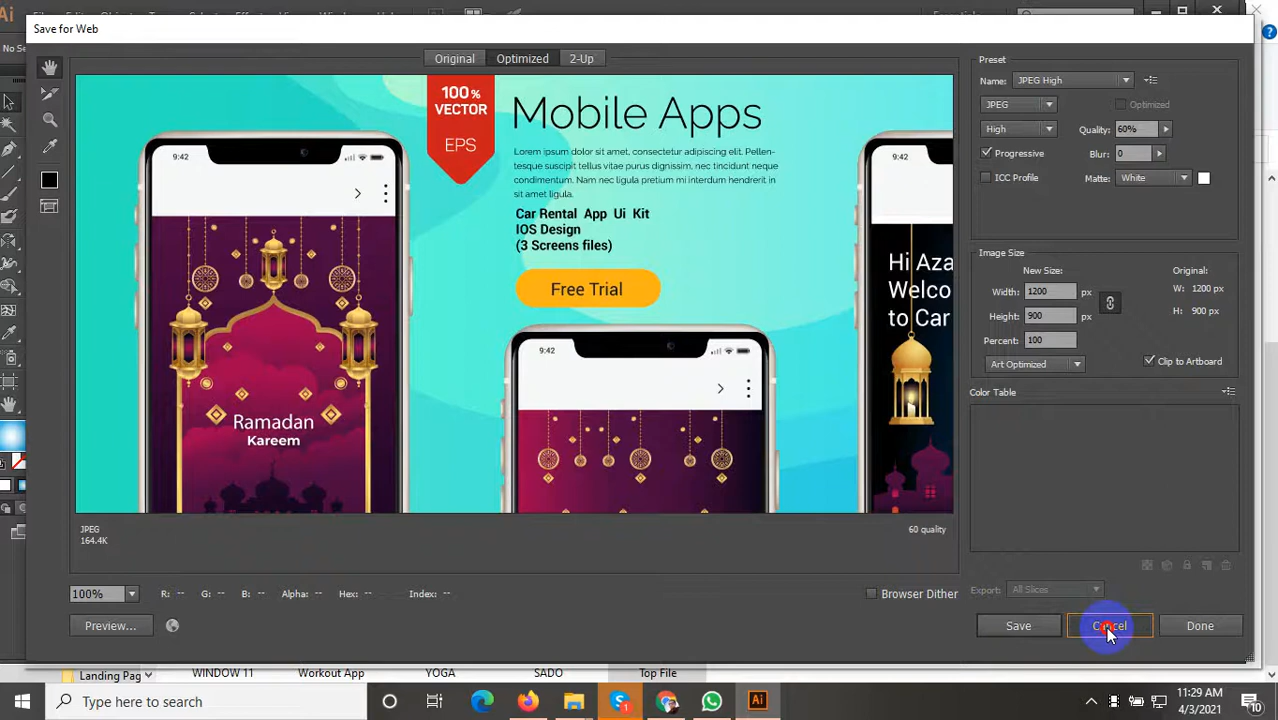 Save for Web
Original
Optimized
2-Up
100%
VECTOR
EPS
Mobile Apps
Lorem ipsum dolor sit amet, consectetur adipiscing elit. Pellen-
tesque suscipit tellus vitae purus dignissim, nec tincidunt neque
condimentum. Nam nec ligula pretium mi interdum hendrerit in
sit amet ligula.
Car Rental App Ui Kit
IOS Design
(3 Screens files)
Free Trial
9:42
Ramadan
Kareem
9:42
9:42
Hi Aza
Welco
to Car
JPEG
164.4K
60 quality
100%
R: --
G: --
B: --
Alpha: --
Hex: --
Index: --
Browser Dither
Preview...
Preset
Name: JPEG High
JPEG
Optimized
High
Quality: 60%
Progressive
Blur: 0
ICC Profile
Matte: White
Image Size
New Size:
Original:
Width: 1200 px
W: 1200 px
Height: 900 px
H: 900 px
Percent: 100
Art Optimized
Clip to Artboard
Color Table
Export: All Slices
Save
Cancel
Done
Landing Pag
WINDOW 11
Workout App
YOGA
SADO
Top File
Type here to search
11:29 AM
4/3/2021
10